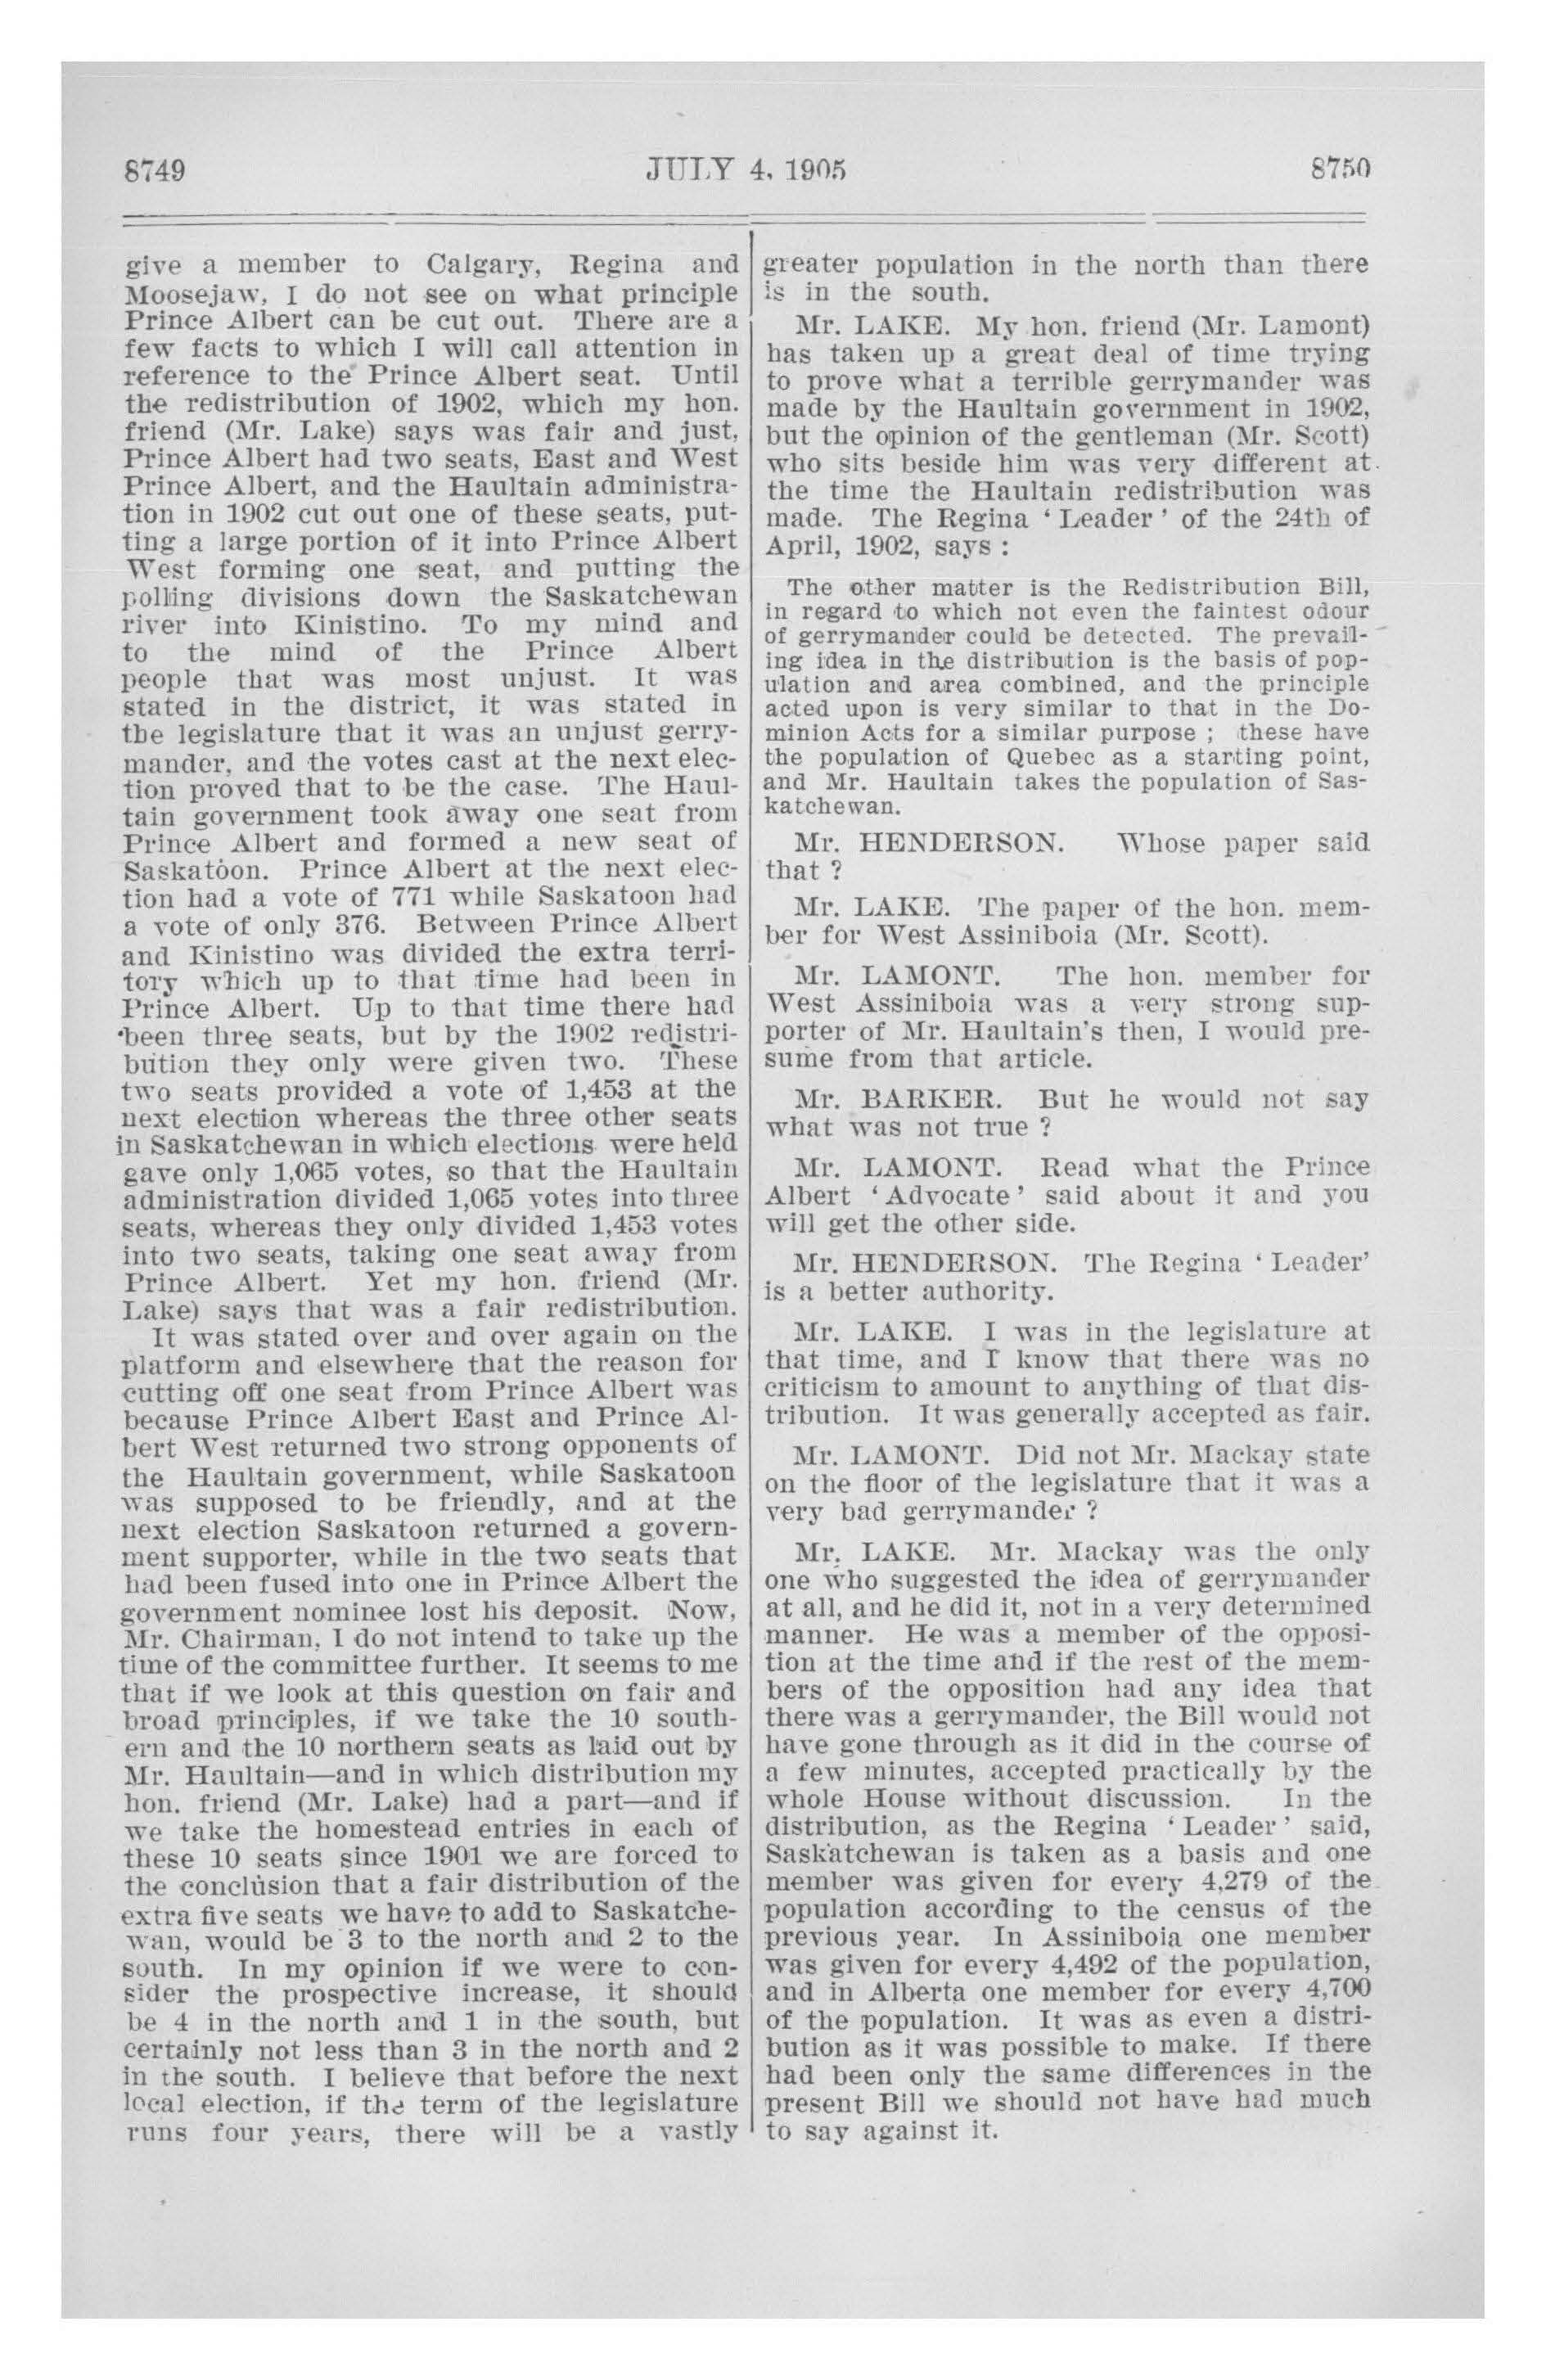 8749
JULY 4, 1905
8750
give a member to Calgary, Regina and
Moosejaw, I do not see on what principle
Prince Albert can be cut out. There are a
few facts to which I will call attention in
reference to the Prince Albert seat. Until
the redistribution of 1902, which my hon.
friend (Mr. Lake) says was fair and just,
Prince Albert had two seats, East and West
Prince Albert, and the Haultain administra-
tion in 1902 cut out one of these seats, put-
ting a large portion of it into Prince Albert
West forming one seat, and putting the
polling divisions down the Saskatchewan
river into Kinistino. To my mind and
to the mind of the Prince Albert
people that was most unjust. It was
stated in the district, it was stated in
the legislature that it was an unjust gerry-
mander, and the votes cast at the next elec-
tion proved that to be the case. The Haul-
tain government took away one seat from
Prince Albert and formed a new seat of
Saskatoon. Prince Albert at the next elec-
tion had a vote of 771 while Saskatoon had
a vote of only 376. Between Prince Albert
and Kinistino was divided the extra terri-
tory which up to that time had been in
Prince Albert. Up to that time there had
been three seats, but by the 1902 redistri-
bution they only were given two. These
two seats provided a vote of 1,453 at the
next election whereas the three other seats
in Saskatchewan in which elections were held
gave only 1,065 votes, so that the Haultain
administration divided 1,065 votes into three
seats, whereas they only divided 1,453 votes
into two seats, taking one seat away from
Prince Albert. Yet my hon. friend (Mr.
Lake) says that was a fair redistribution.
It was stated over and over again on the
platform and elsewhere that the reason for
cutting off one seat from Prince Albert was
because Prince Albert East and Prince Al-
bert West returned two strong opponents of
the Haultain government, while Saskatoon
was supposed to be friendly, and at the
next election Saskatoon returned a govern-
ment supporter, while in the two seats that
had been fused into one in Prince Albert the
government nominee lost his deposit. Now,
Mr. Chairman, I do not intend to take up the
time of the committee further. It seems to me
that if we look at this question on fair and
broad principles, if we take the 10 south-
ern and the 10 northern seats as laid out by
Mr. Haultain—and in which distribution my
hon. friend (Mr. Lake) had a part—and if
we take the homestead entries in each of
these 10 seats since 1901 we are forced to
the conclusion that a fair distribution of the
extra five seats we have to add to Saskatche-
wan, would be 3 to the north and 2 to the
south. In my opinion if we were to con-
sider the prospective increase, it should
be 4 in the north and 1 in the south, but
certainly not less than 3 in the north and 2
in the south. I believe that before the next
local election, if the term of the legislature
runs four years, there will be a vastly
greater population in the north than there
is in the south.
Mr. LAKE. My hon. friend (Mr. Lamont)
has taken up a great deal of time trying
to prove what a terrible gerrymander was
made by the Haultain government in 1902,
but the opinion of the gentleman (Mr. Scott)
who sits beside him was very different at
the time the Haultain redistribution was
made. The Regina ‘ Leader ’ of the 24th of
April, 1902, says :
The other matter is the Redistribution Bill,
in regard to which not even the faintest odour
of gerrymander could be detected. The prevail-
ing idea in the distribution is the basis of pop-
ulation and area combined, and the principle
acted upon is very similar to that in the Do-
minion Acts for a similar purpose ; these have
the population of Quebec as a starting point,
and Mr. Haultain takes the population of Sas-
katchewan.
Mr. HENDERSON. Whose paper said
that ?
Mr. LAKE. The paper of the hon. mem-
ber for West Assiniboia (Mr. Scott).
Mr. LAMONT. The hon. member for
West Assiniboia was a very strong sup-
porter of Mr. Haultain's then, I would pre-
sume from that article.
Mr. BARKER. But he would not say
what was not true ?
Mr. LAMONT. Read what the Prince
Albert ‘ Advocate ’ said about it and you
will get the other side.
Mr. HENDERSON. The Regina ‘ Leader’
is a better authority.
Mr. LAKE. I was in the legislature at
that time, and I know that there was no
criticism to amount to anything of that dis-
tribution. It was generally accepted as fair.
Mr. LAMONT. Did not Mr. Mackay state
on the floor of the legislature that it was a
very bad gerrymander ?
Mr. LAKE. Mr. Mackay was the only
one who suggested the idea of gerrymander
at all, and he did it, not in a very determined
manner. He was a member of the opposi-
tion at the time and if the rest of the mem-
bers of the opposition had any idea that
there was a gerrymander, the Bill would not
have gone through as it did in the course of
a few minutes, accepted practically by the
whole House without discussion. In the
distribution, as the Regina ‘ Leader ’ said,
Saskatchewan is taken as a basis and one
member was given for every 4,279 of the
population according to the census of the
previous year. In Assiniboia one member
was given for every 4,492 of the population,
and in Alberta one member for every 4,700
of the population. It was as even a distri-
bution as it was possible to make. If there
had been only the same differences in the
present Bill we should not have had much
to say against it.